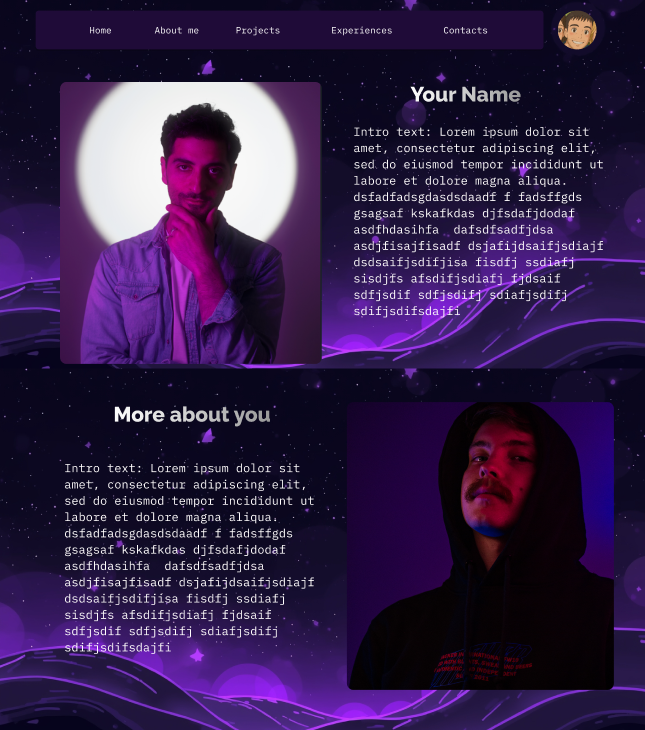 Home About me Projects Experiences Contacts
Your Name
Intro text: Lorem ipsum dolor sit
amet, consectetur adipiscing elit,
sed do eiusmod tempor incididunt ut
labore et dolore magna aliqua.
dsfadfadsgdasdsdaadf f fadsffgds
gsagsaf kskafkdas djfsdafjdodaf
asdfhdasihfa  dafsdfsadfjdsa
asdjfisajfisadf dsjafijdsaifjsdiajf
dsdsaifjsdifjisa fisdfj ssdiafj
sisdjfs afsdifjsdiafj fjdsaif
sdfjsdif sdfjsdifj sdiafjsdifj
sdifjsdifsdajfi
More about you
Intro text: Lorem ipsum dolor sit
amet, consectetur adipiscing elit,
sed do eiusmod tempor incididunt ut
labore et dolore magna aliqua.
dsfadfadsgdasdsdaadf f fadsffgds
gsagsaf kskafkdas djfsdafjdodaf
asdfhdasihfa  dafsdfsadfjdsa
asdjfisajfisadf dsjafijdsaifjsdiajf
dsdsaifjsdifjisa fisdfj ssdiafj
sisdjfs afsdifjsdiafj fjdsaif
sdfjsdif sdfjsdifj sdiafjsdifj
sdifjsdifsdajfi